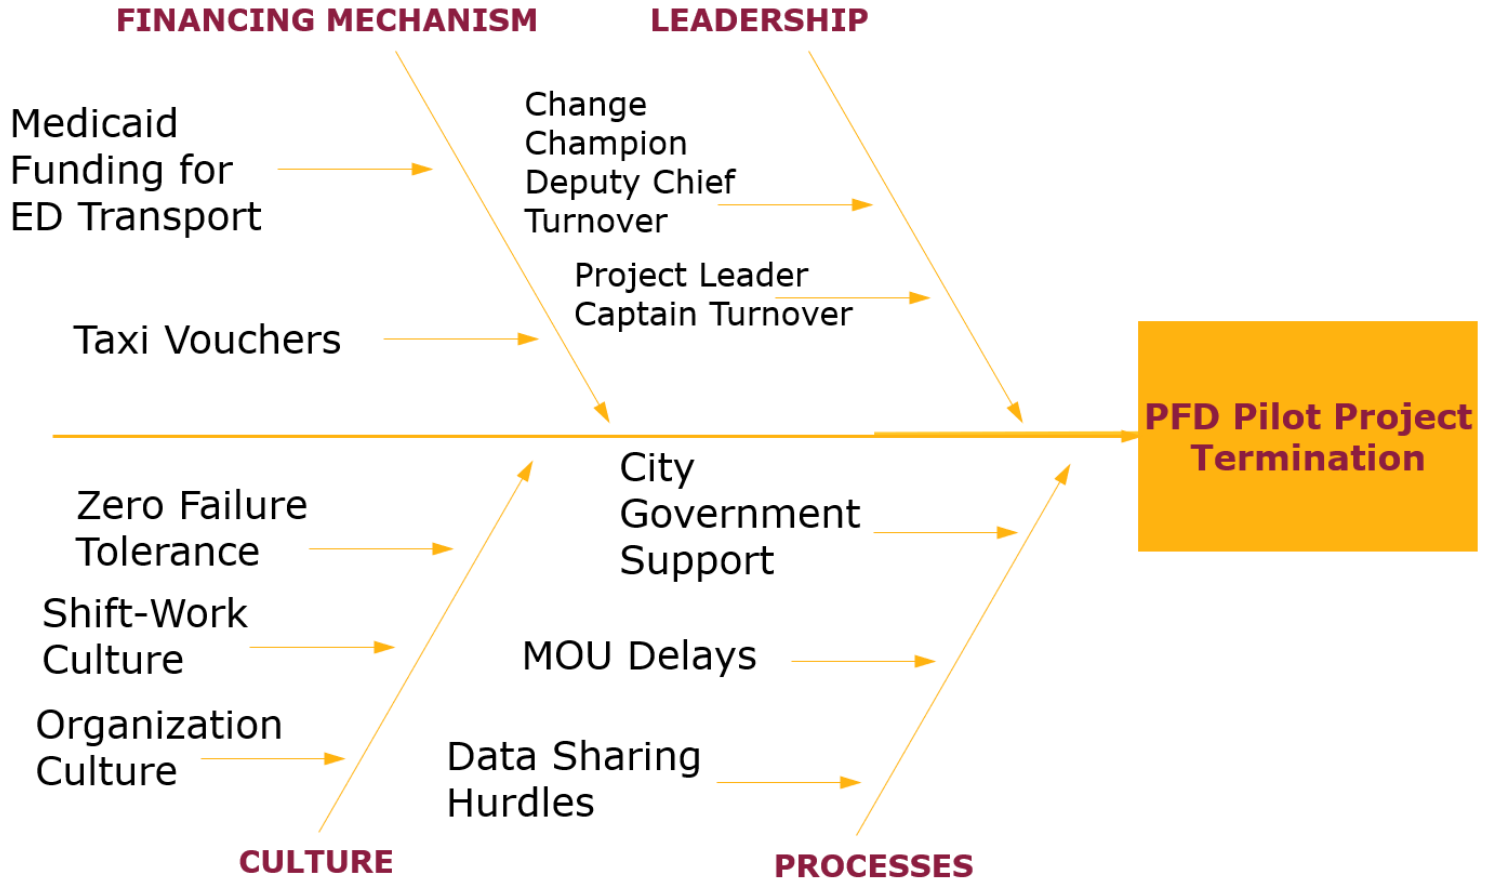 FINANCING MECHANISM
LEADERSHIP
Medicaid
Funding for
ED Transport
Taxi Vouchers
Change
Champion
Deputy Chief
Turnover
Project Leader
Captain Turnover
PFD Pilot Project
Termination
Zero Failure
Tolerance
Shift-Work
Culture
Organization
Culture
City
Government
Support
MOU Delays
Data Sharing
Hurdles
CULTURE
PROCESSES